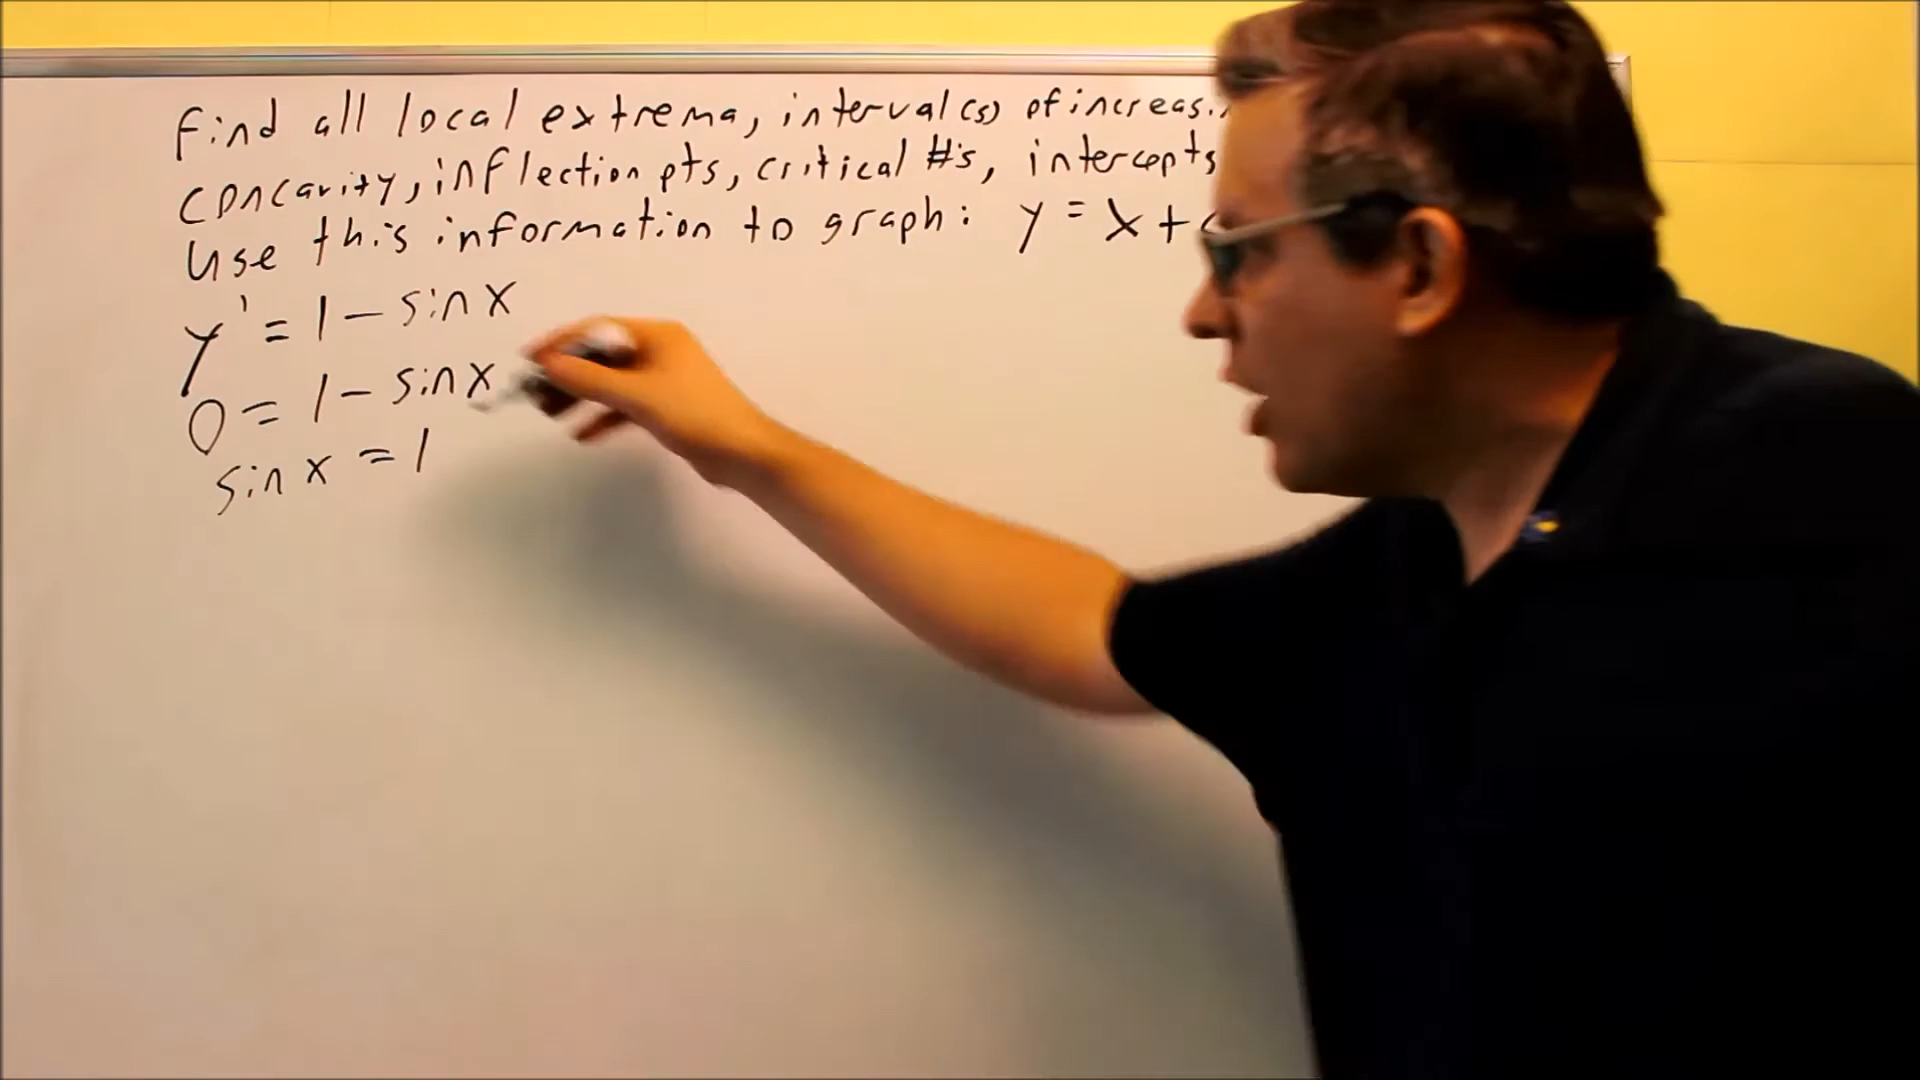 Find all local extrema, interval(s) of
concavity, inflection pts, critical #'s, intercepts
Use this information to graph: y = x +
y' = 1 - sin x
0 = 1 - sin x
sin x = 1